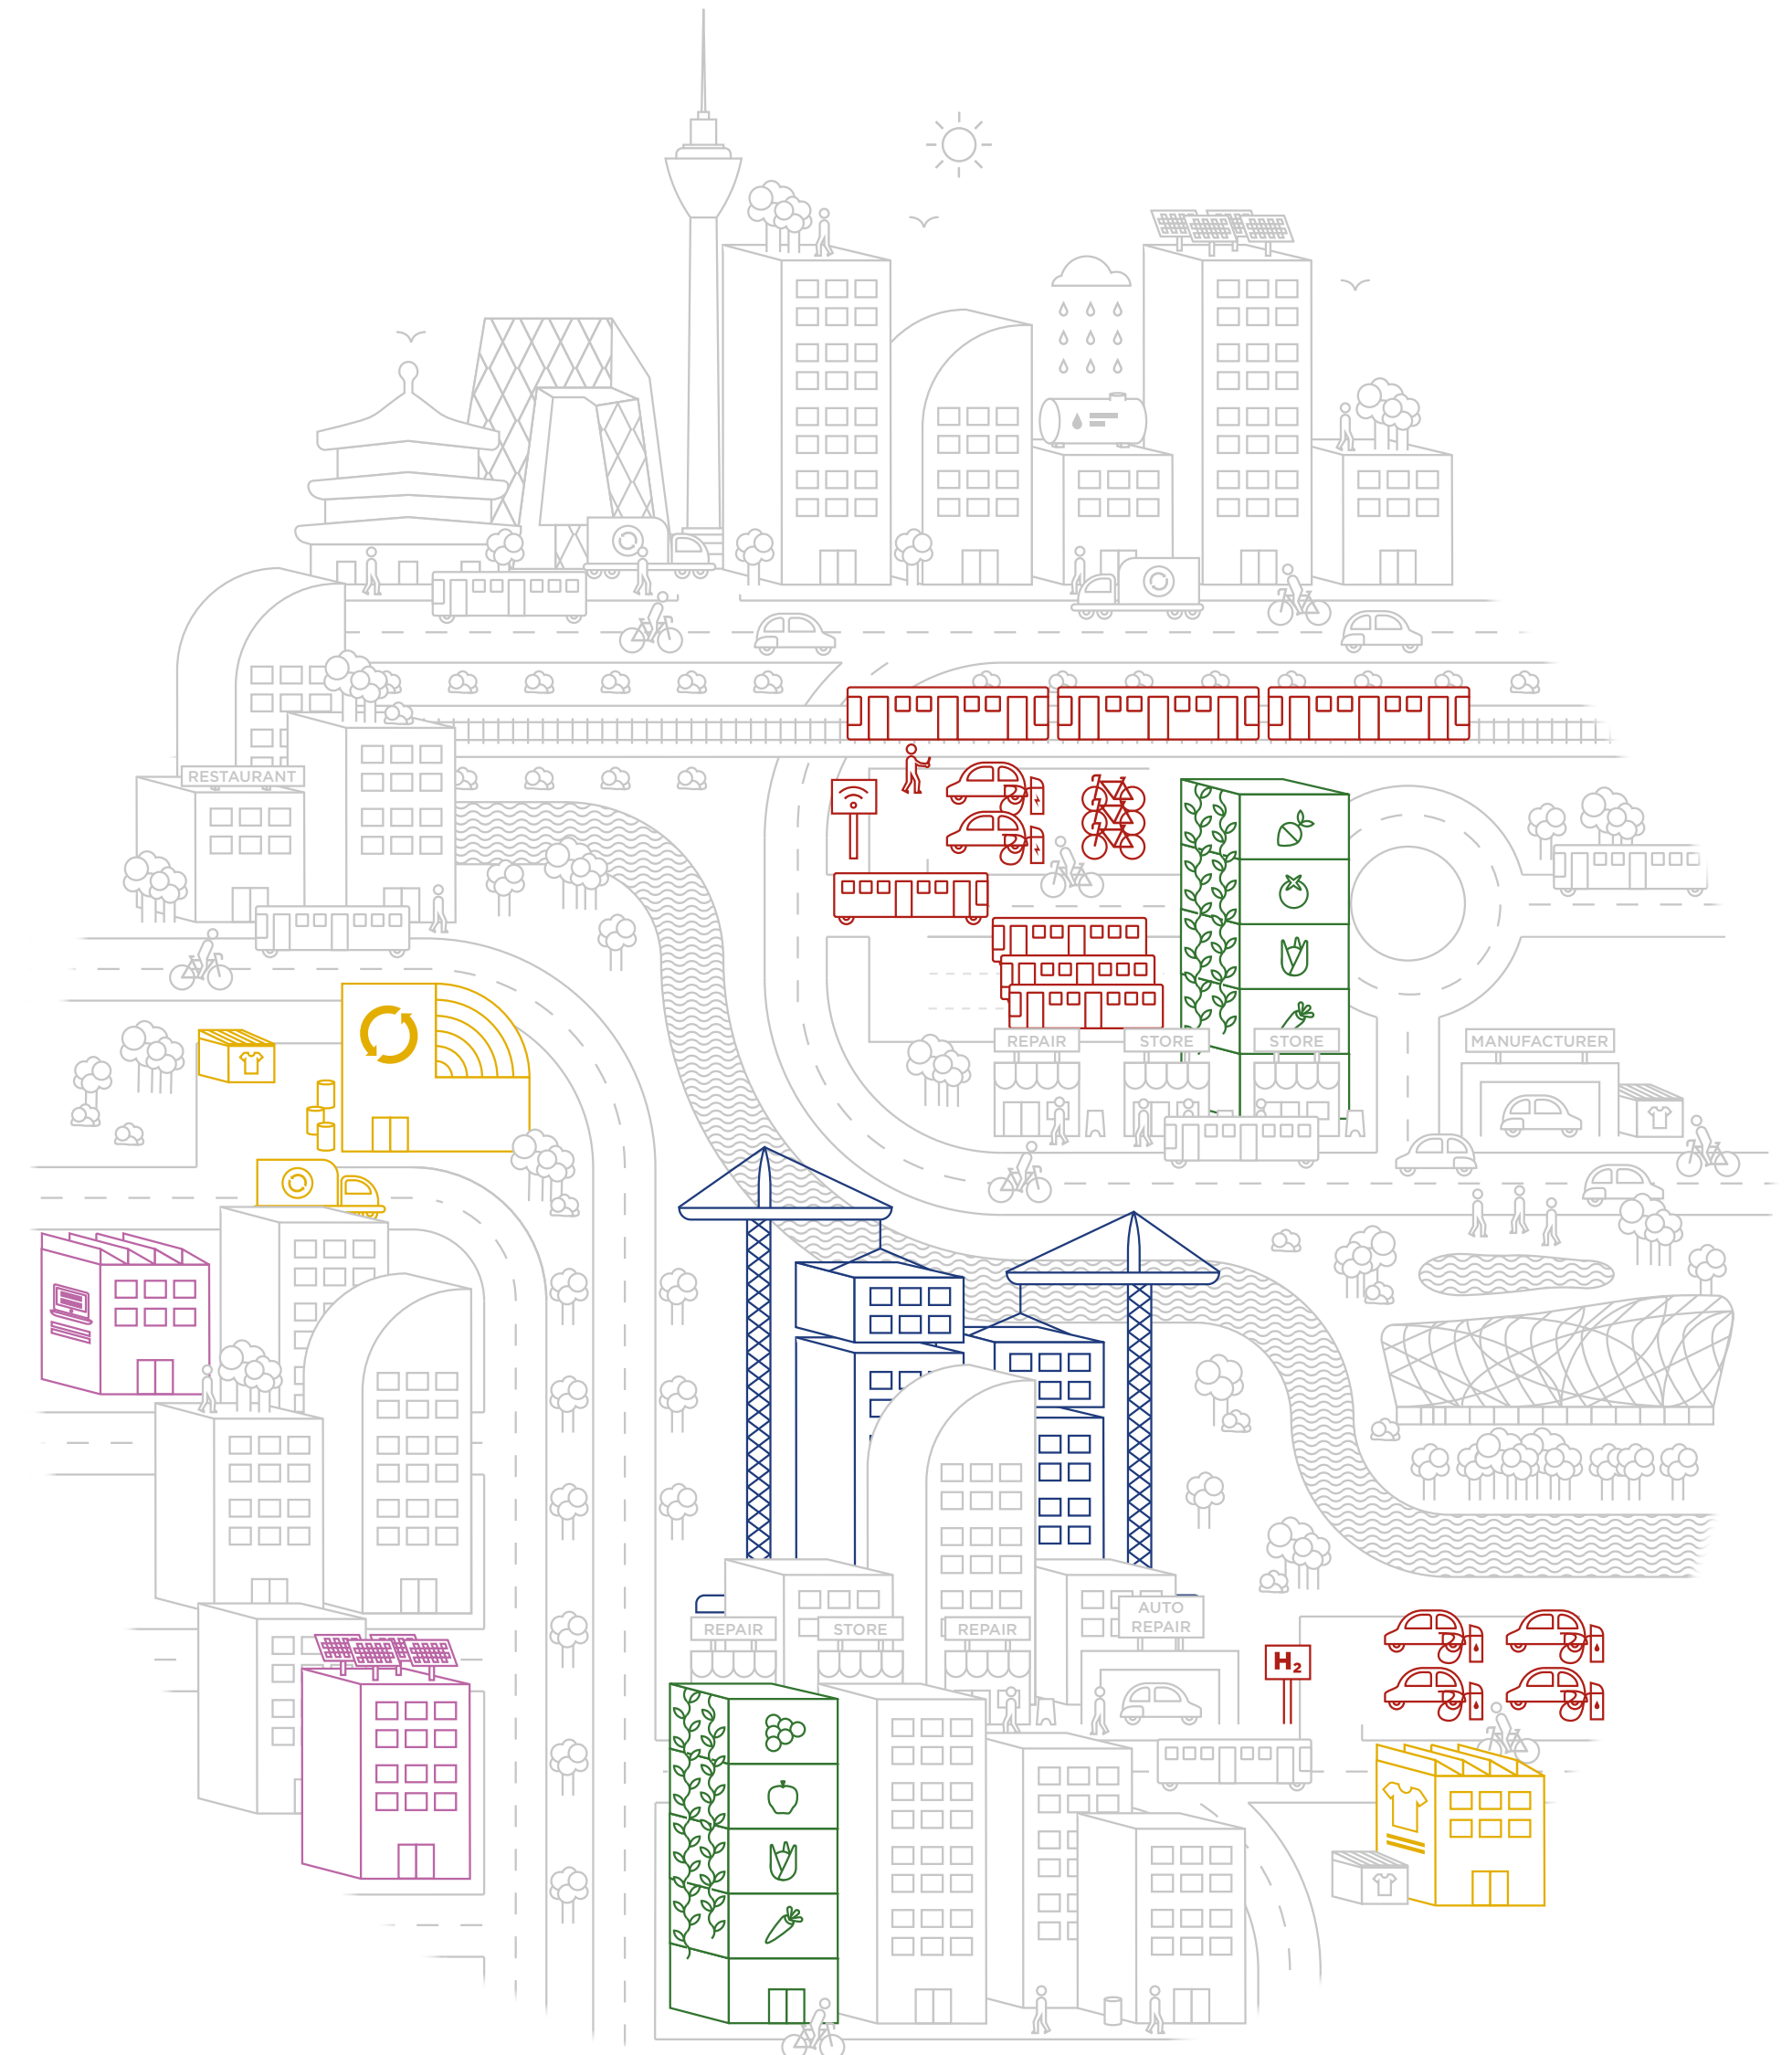 RESTAURANT
REPAIR
STORE
STORE
MANUFACTURER
REPAIR
STORE
REPAIR
AUTO
REPAIR
H₂